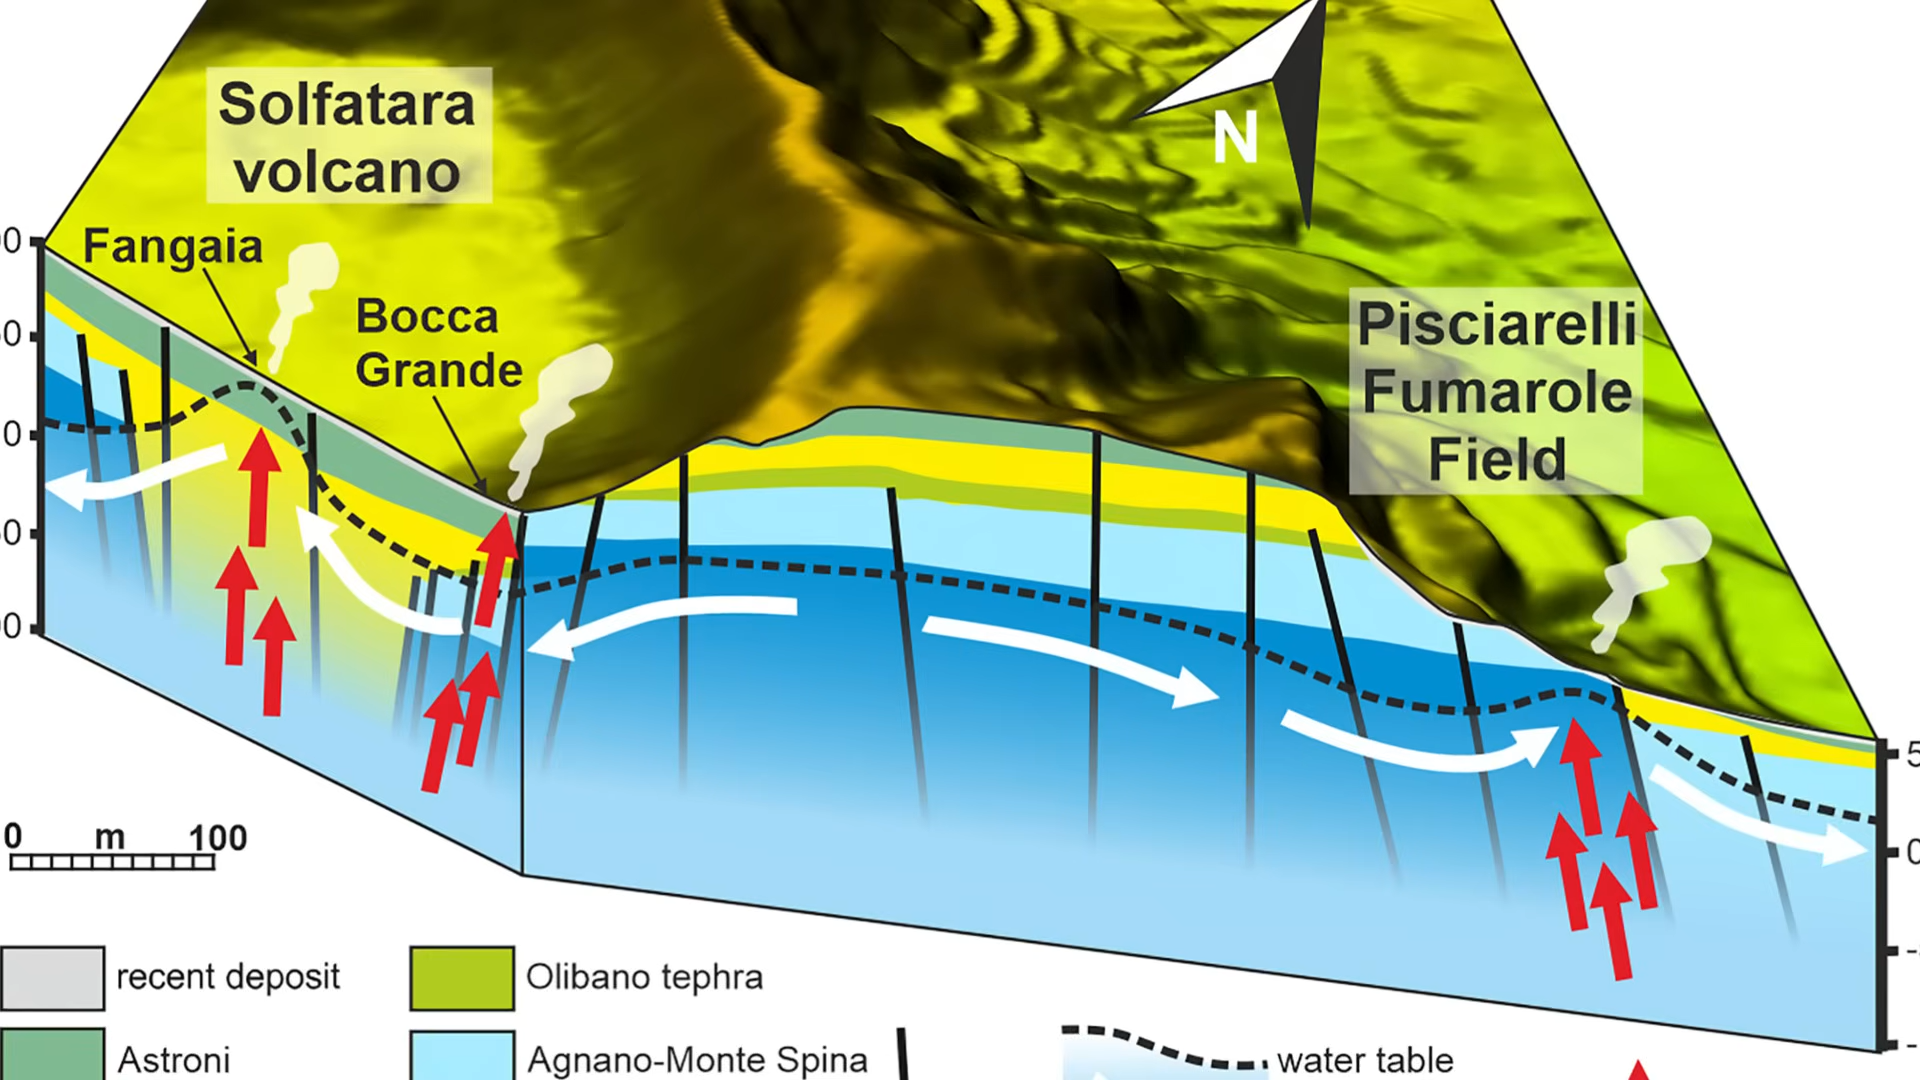 Solfatara
volcano
N
Fangaia
Bocca
Grande
Pisciarelli
Fumarole
Field
0 m 100
recent deposit
Olibano tephra
Astroni
Agnano-Monte Spina
water table